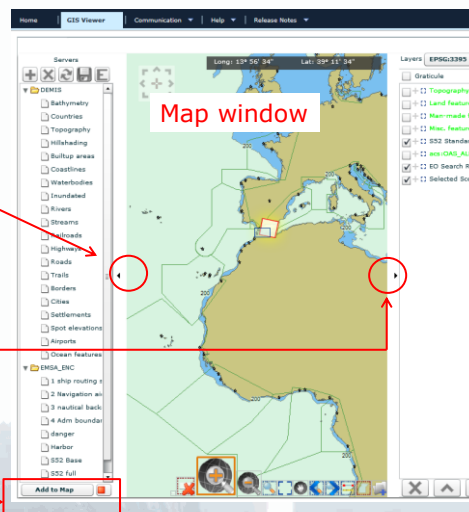 Home GIS Viewer Communication Help Release Notes
Servers
DEMIS
Bathymetry
Countries
Topography
Hillshading
Builtup areas
Coastlines
Waterbodies
Inundated
Rivers
Streams
Railroads
Highways
Roads
Trails
Borders
Cities
Settlements
Spot elevations
Airports
Ocean features
EMSA_ENC
1 ship routing s
2 Navigation ai
3 nautical back
4 Adm boundar
danger
Harbor
S52 Base
S52 full
Add to Map
Long: 13° 56' 34" Lat: 39° 11' 34"
Map window
200
200
200
200
200
200
Layers EPSG:3395
Graticule
Topography
Land feature
Man-made
Misc. feature
S52 Standa
EO Search R
Selected Sce